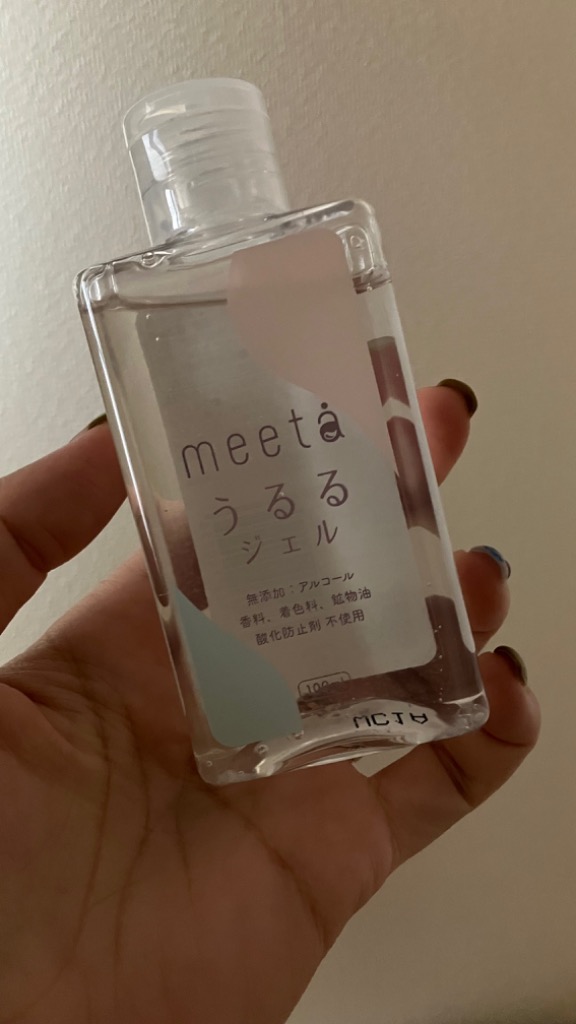 meeta
うるる
ジェル
無添加：アルコール
香料、着色料、鉱物油
酸化防止剤 不使用